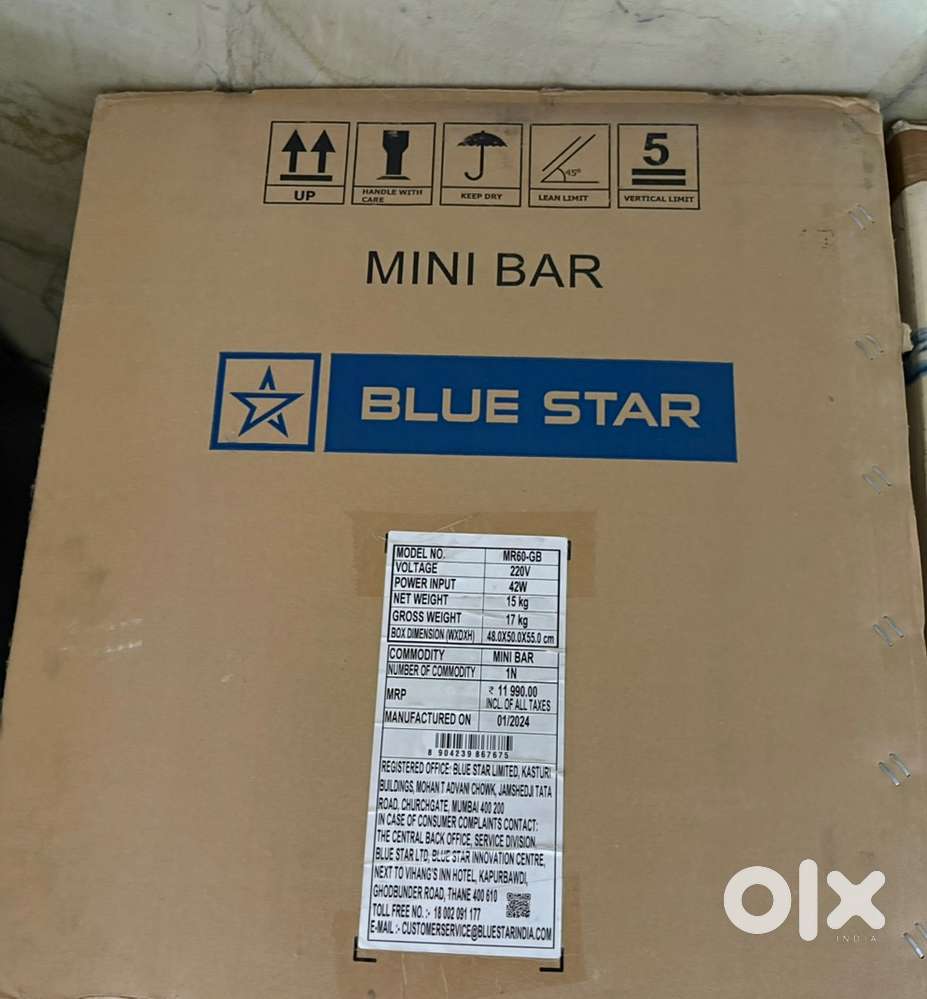 UP
HANDLE WITH CARE
KEEP DRY
45°
LEAN LIMIT
5
VERTICAL LIMIT
MINI BAR
BLUE STAR
MODEL NO. MR60-GB
VOLTAGE 220V
POWER INPUT 42W
NET WEIGHT 15 kg
GROSS WEIGHT 17 kg
BOX DIMENSION (WXDXH) 48.0X50.0X55.0 cm
COMMODITY MINI BAR
NUMBER OF COMMODITY 1N
MRP ₹ 11 990.00
INCL. OF ALL TAXES
MANUFACTURED ON 01/2024
8 904239 867675
REGISTERED OFFICE: BLUE STAR LIMITED, KASTURI
BUILDINGS, MOHAN T ADVANI CHOWK, JAMSHEDJI TATA
ROAD, CHURCHGATE, MUMBAI 400 200
IN CASE OF CONSUMER COMPLAINTS CONTACT:
THE CENTRAL BACK OFFICE, SERVICE DIVISION
BLUE STAR LTD, BLUE STAR INNOVATION CENTRE,
NEXT TO VIHANG'S INN HOTEL, KAPURBAWDI,
GHODBUNDER ROAD, THANE 400 610
TOLL FREE NO. :- 18 002 091 177
E-MAIL :- CUSTOMERSERVICE@BLUESTARINDIA.COM
olx
INDIA